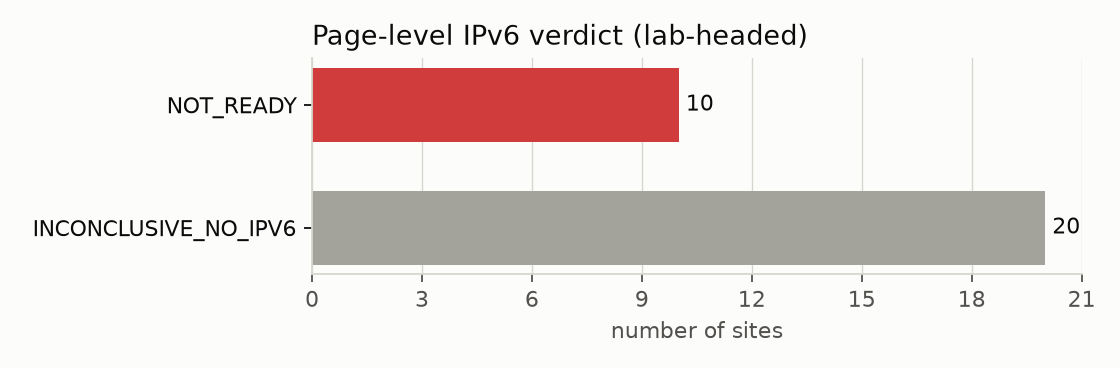 Page-level IPv6 verdict (lab-headed)
NOT_READY
10
INCONCLUSIVE_NO_IPV6
20
0 3 6 9 12 15 18 21
number of sites